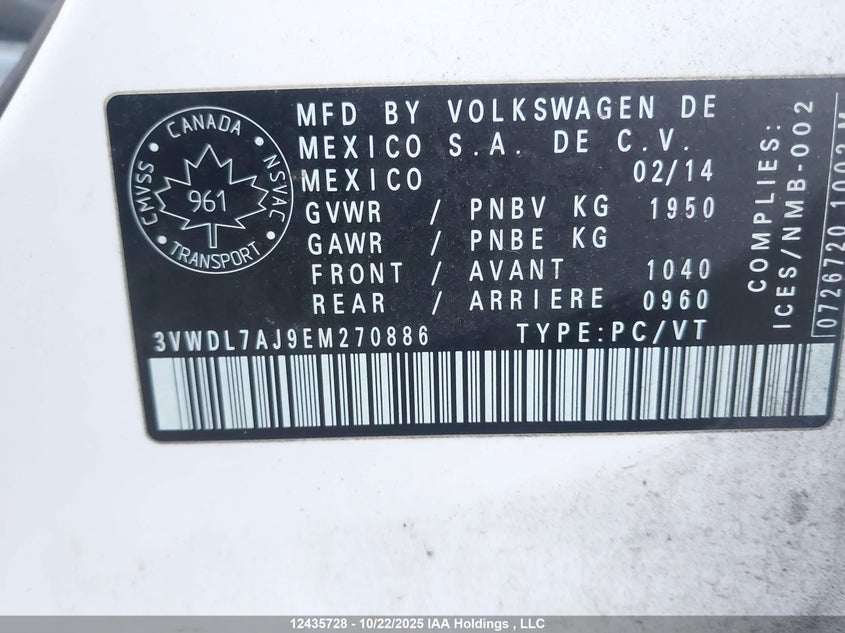 CANADA
CMVSS
NSVAC
961
TRANSPORT
MFD BY VOLKSWAGEN DE
MEXICO S.A. DE C.V.
MEXICO 02/14
GVWR / PNBV KG 1950
GAWR / PNBE KG
FRONT / AVANT 1040
REAR / ARRIERE 0960
3VWDL7AJ9EM270886 TYPE:PC/VT
COMPLIES:
ICES/NMB-002
0726720 1002M
12435728 - 10/22/2025 IAA Holdings , LLC